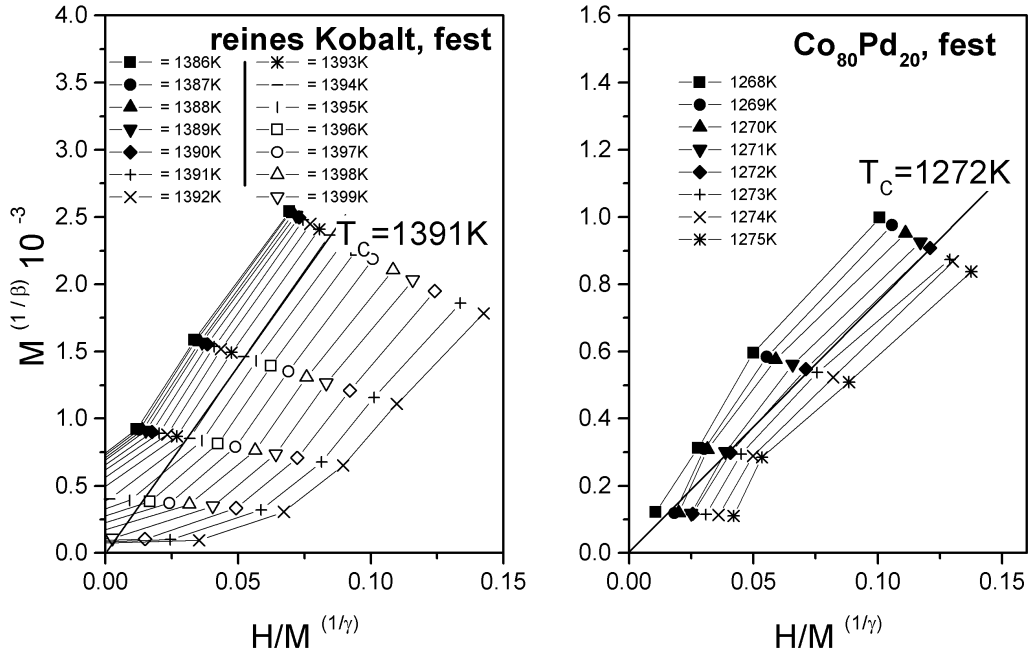 reines Kobalt, fest
= 1386K
= 1387K
= 1388K
= 1389K
= 1390K
= 1391K
= 1392K
= 1393K
= 1394K
= 1395K
= 1396K
= 1397K
= 1398K
= 1399K
T_C=1391K
4.0
3.5
3.0
2.5
2.0
1.5
1.0
0.5
0.0
M^(1/β) 10^-3
0.00 0.05 0.10 0.15
H/M^(1/γ)
Co80Pd20, fest
1268K
1269K
1270K
1271K
1272K
1273K
1274K
1275K
T_C=1272K
1.6
1.4
1.2
1.0
0.8
0.6
0.4
0.2
0.0
0.00 0.05 0.10 0.15
H/M^(1/γ)